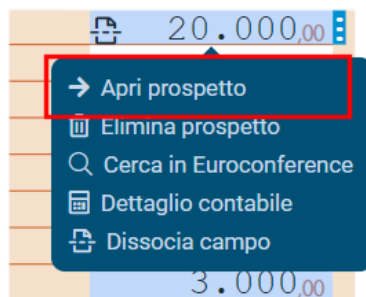 20.000,00
Apri prospetto
Elimina prospetto
Cerca in Euroconference
Dettaglio contabile
Dissocia campo
3.000,00